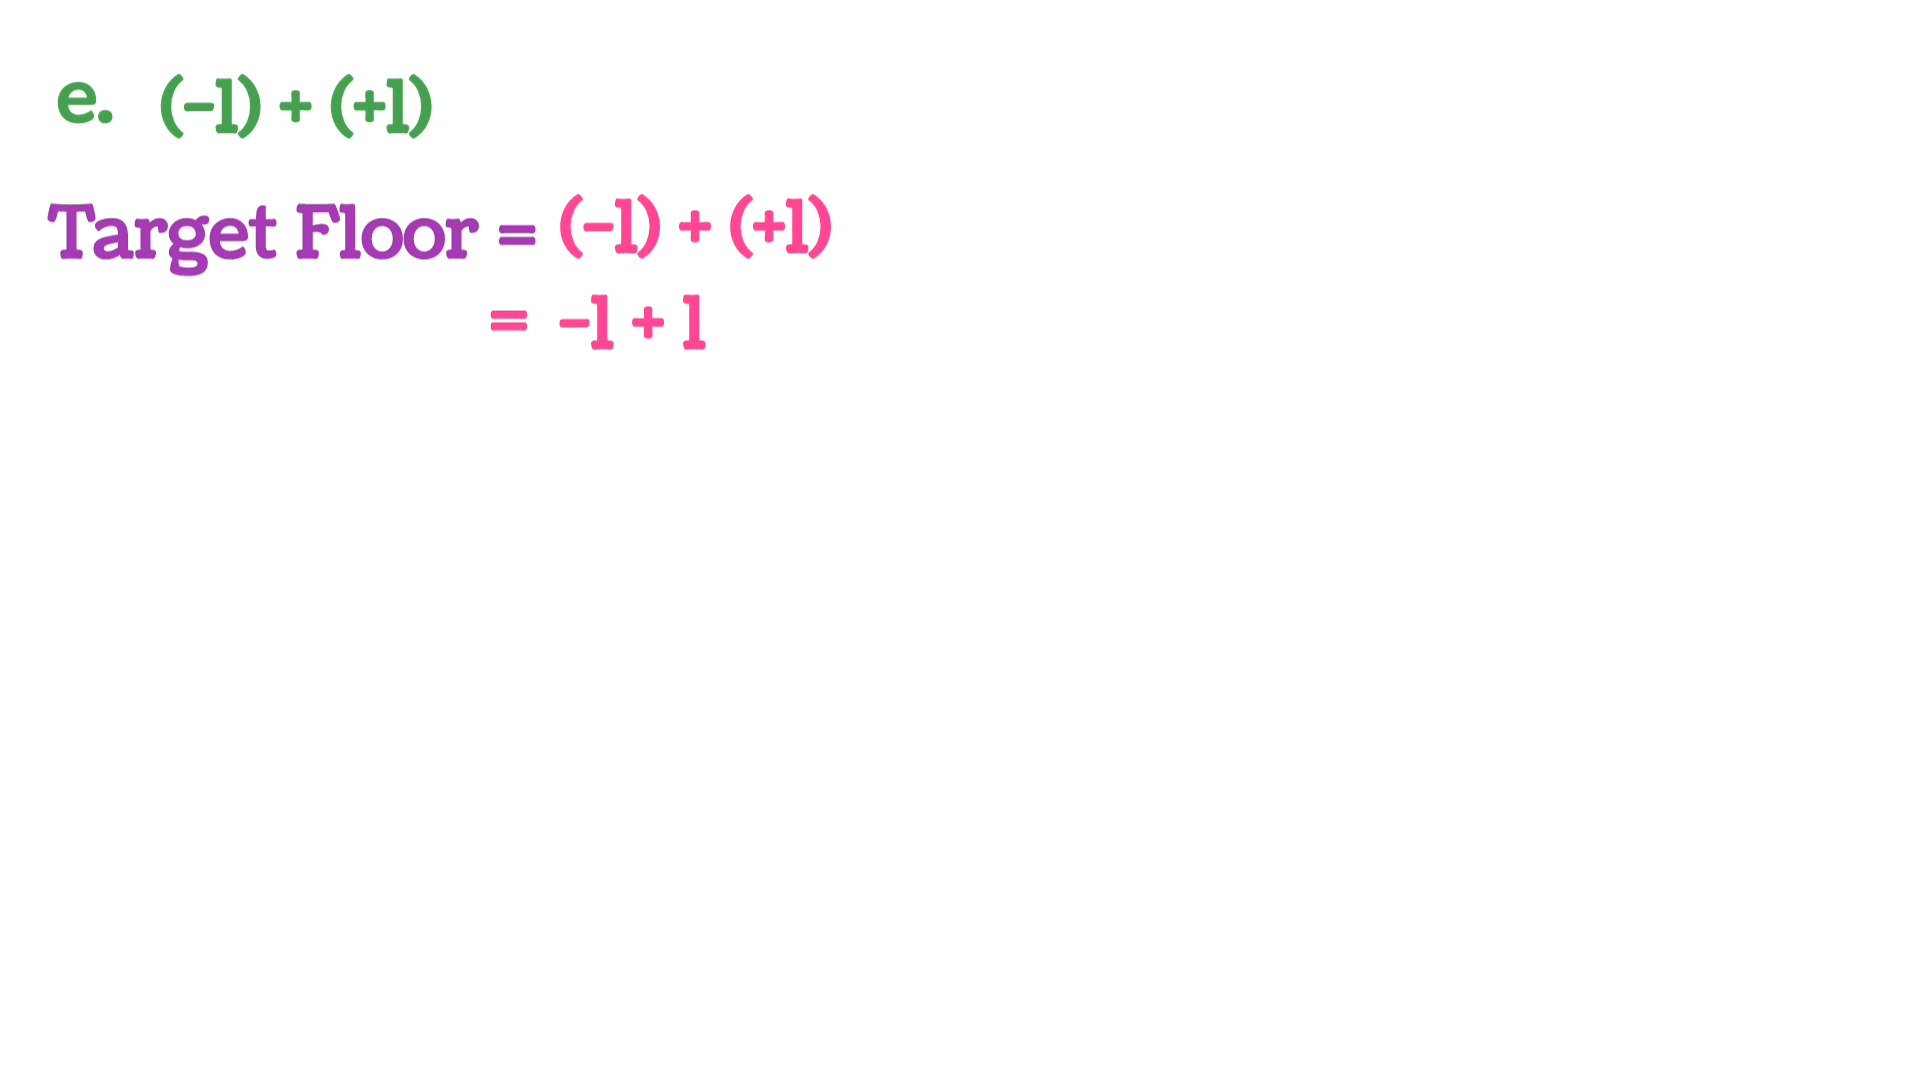 e. (-1) + (+1)
Target Floor = (-1) + (+1)
= -1 + 1